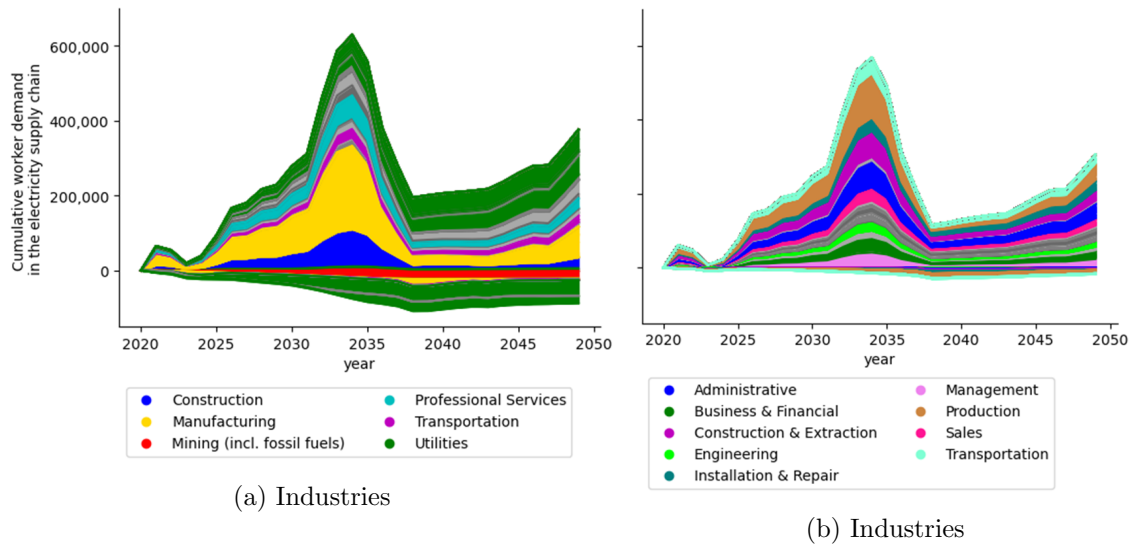 Cumulative worker demand
in the electricity supply chain
600,000
400,000
200,000
0
2020 2025 2030 2035 2040 2045 2050
year
Construction Professional Services
Manufacturing Transportation
Mining (incl. fossil fuels) Utilities
(a) Industries
2020 2025 2030 2035 2040 2045 2050
year
Administrative Management
Business & Financial Production
Construction & Extraction Sales
Engineering Transportation
Installation & Repair
(b) Industries